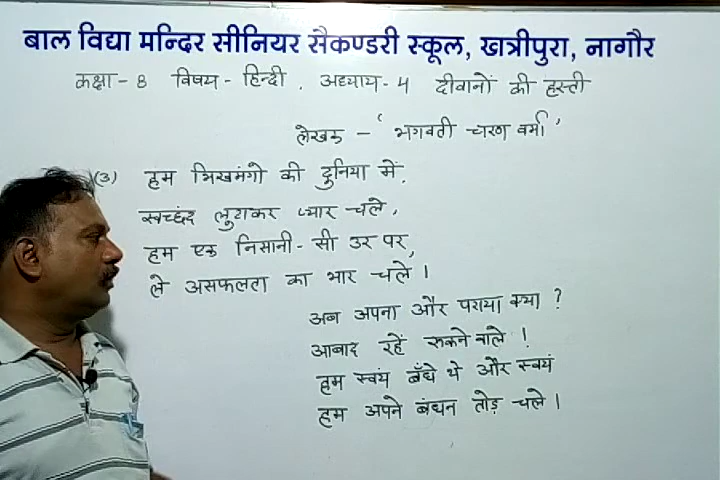 बाल विद्या मन्दिर सीनियर सैकण्डरी स्कूल, खत्रीपुरा, नागौर
कक्षा - 8 विषय - हिन्दी . अध्याय - 4 दीवानों की हस्ती
लेखक - ' भगवती चरण वर्मा '
(3) हम भिखमंगो की दुनिया में,
स्वच्छंद लुटाकर प्यार चले,
हम एक निसानी - सी उर पर,
ले असफलता का भार चले ।
अब अपना और पराया क्या ?
आबाद रहें रुकने वाले !
हम स्वयं बँधे थे और स्वयं
हम अपने बंधन तोड़ चले ।